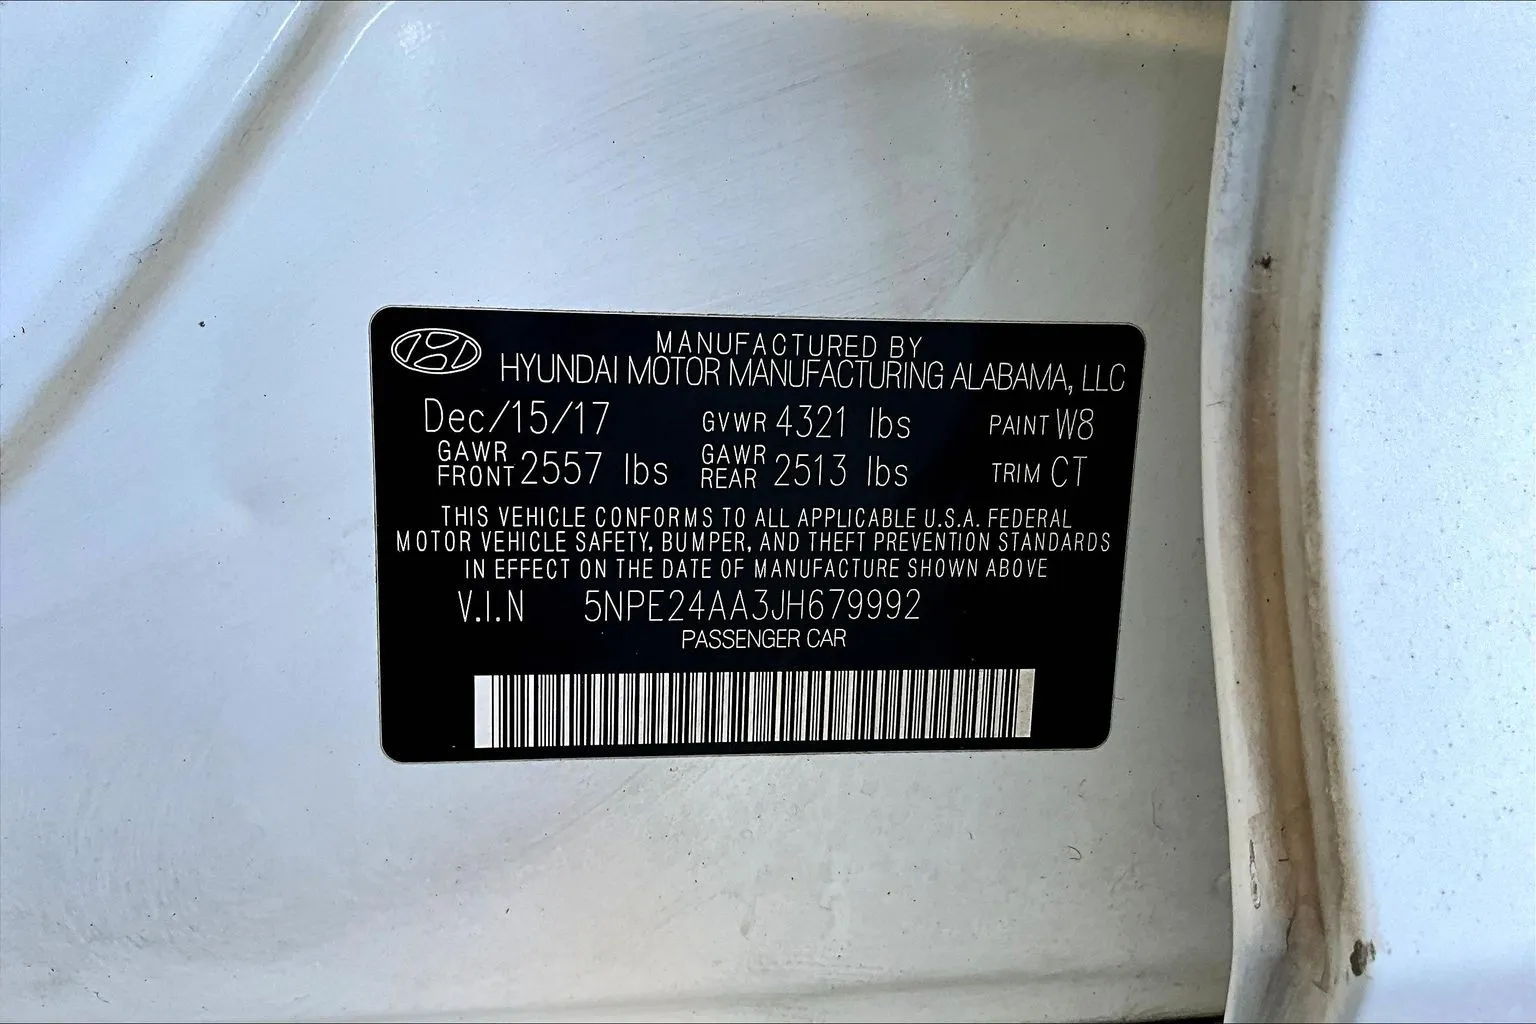 MANUFACTURED BY
HYUNDAI MOTOR MANUFACTURING ALABAMA, LLC
Dec/15/17 GVWR 4321 lbs PAINT W8
GAWR FRONT 2557 lbs GAWR REAR 2513 lbs TRIM CT
THIS VEHICLE CONFORMS TO ALL APPLICABLE U.S.A. FEDERAL
MOTOR VEHICLE SAFETY, BUMPER, AND THEFT PREVENTION STANDARDS
IN EFFECT ON THE DATE OF MANUFACTURE SHOWN ABOVE
V.I.N 5NPE24AA3JH679992
PASSENGER CAR